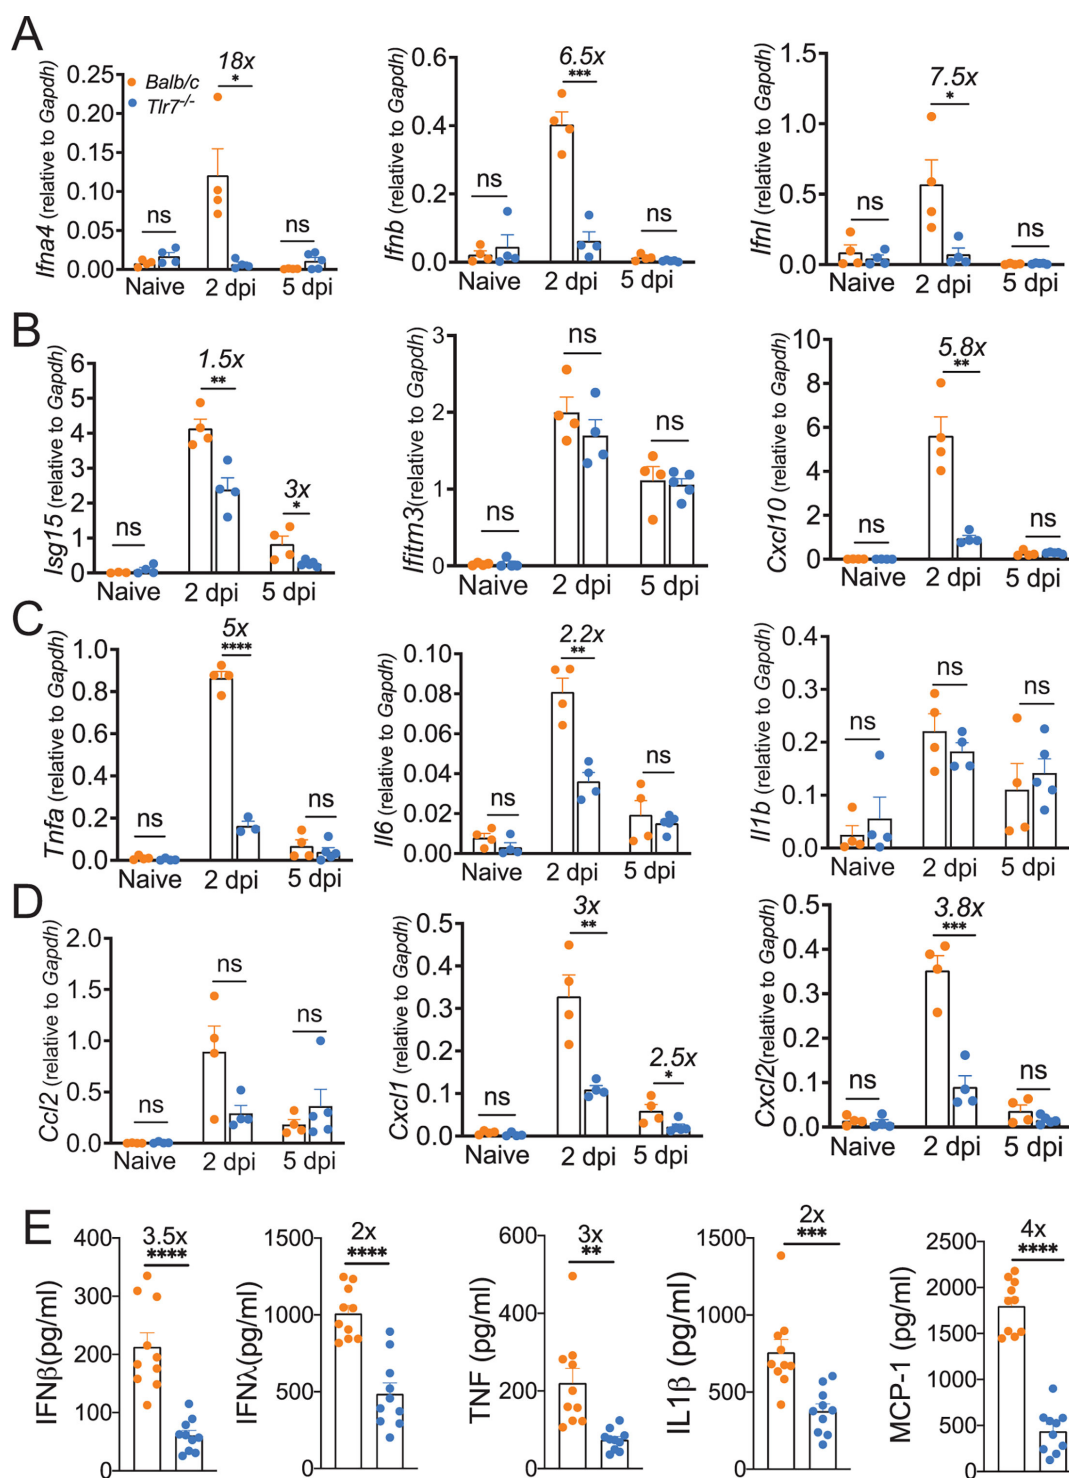 A
Ifna4 (relative to Gapdh)
0.25
0.20
0.15
0.10
0.05
0.00
Balb/c
Tlr7-/-
18x
*
ns
ns
Naive 2 dpi 5 dpi
Ifnb (relative to Gapdh)
0.6
0.4
0.2
0.0
6.5x
***
ns
ns
Naive 2 dpi 5 dpi
Ifnl (relative to Gapdh)
1.5
1.0
0.5
0.0
7.5x
*
ns
ns
Naive 2 dpi 5 dpi
B
Isg15 (relative to Gapdh)
6
5
4
3
2
1
0
1.5x
**
3x
*
ns
Naive 2 dpi 5 dpi
Ifitm3(relative to Gapdh)
3
2
1
0
ns
ns
ns
Naive 2 dpi 5 dpi
Cxcl10 (relative to Gapdh)
10
8
6
4
2
0
5.8x
**
ns
ns
Naive 2 dpi 5 dpi
C
Tnfa (relative to Gapdh)
1.0
0.8
0.6
0.4
0.2
0.0
5x
****
ns
ns
Naive 2 dpi 5 dpi
Il6 (relative to Gapdh)
0.10
0.08
0.06
0.04
0.02
0.00
2.2x
**
ns
ns
Naive 2 dpi 5 dpi
Il1b (relative to Gapdh)
0.4
0.3
0.2
0.1
0.0
ns
ns
ns
Naive 2 dpi 5 dpi
D
Ccl2 (relative to Gapdh)
2.0
1.5
1.0
0.5
0.0
ns
ns
ns
Naive 2 dpi 5 dpi
Cxcl1 (relative to Gapdh)
0.5
0.4
0.3
0.2
0.1
0.0
3x
**
2.5x
*
ns
Naive 2 dpi 5 dpi
Cxcl2(relative to Gapdh)
0.5
0.4
0.3
0.2
0.1
0.0
3.8x
***
ns
ns
Naive 2 dpi 5 dpi
E
IFNβ(pg/ml)
400
300
200
100
0
3.5x
****
IFNλ(pg/ml)
1500
1000
500
0
2x
****
TNF (pg/ml)
600
400
200
0
3x
**
IL1β (pg/ml)
1500
1000
500
0
2x
***
MCP-1 (pg/ml)
2500
2000
1500
1000
500
0
4x
****